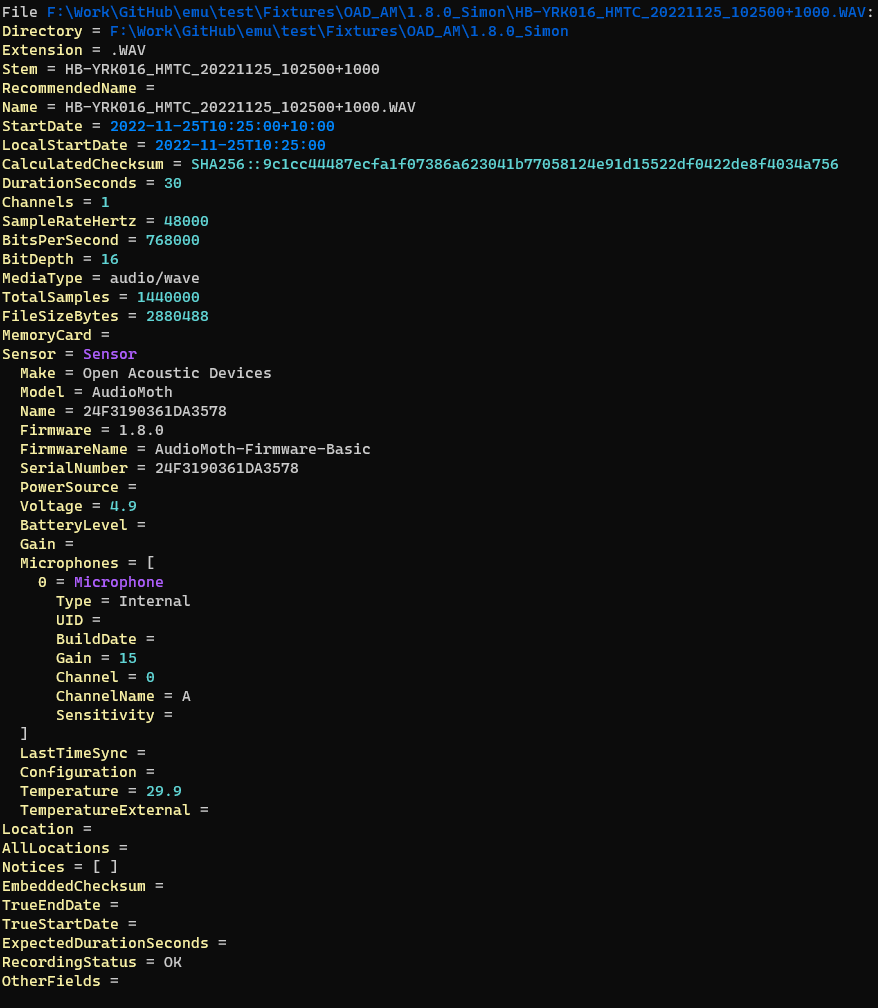 File F:\Work\GitHub\emu\test\Fixtures\OAD_AM\1.8.0_Simon\HB-YRK016_HMTC_20221125_102500+1000.WAV:
Directory = F:\Work\GitHub\emu\test\Fixtures\OAD_AM\1.8.0_Simon
Extension = .WAV
Stem = HB-YRK016_HMTC_20221125_102500+1000
RecommendedName =
Name = HB-YRK016_HMTC_20221125_102500+1000.WAV
StartDate = 2022-11-25T10:25:00+10:00
LocalStartDate = 2022-11-25T10:25:00
CalculatedChecksum = SHA256::9c1cc44487ecfa1f07386a623041b77058124e91d15522df0422de8f4034a756
DurationSeconds = 30
Channels = 1
SampleRateHertz = 48000
BitsPerSecond = 768000
BitDepth = 16
MediaType = audio/wave
TotalSamples = 1440000
FileSizeBytes = 2880488
MemoryCard =
Sensor = Sensor
  Make = Open Acoustic Devices
  Model = AudioMoth
  Name = 24F3190361DA3578
  Firmware = 1.8.0
  FirmwareName = AudioMoth-Firmware-Basic
  SerialNumber = 24F3190361DA3578
  PowerSource =
  Voltage = 4.9
  BatteryLevel =
  Gain =
  Microphones = [
    0 = Microphone
      Type = Internal
      UID =
      BuildDate =
      Gain = 15
      Channel = 0
      ChannelName = A
      Sensitivity =
  ]
  LastTimeSync =
  Configuration =
  Temperature = 29.9
  TemperatureExternal =
Location =
AllLocations =
Notices = [ ]
EmbeddedChecksum =
TrueEndDate =
TrueStartDate =
ExpectedDurationSeconds =
RecordingStatus = OK
OtherFields =